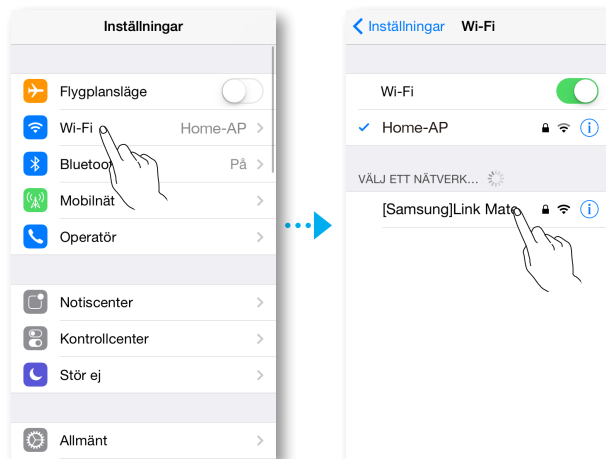 Inställningar
Flygplansläge
Wi-Fi Home-AP
Bluetoo På
Mobilnät
Operatör
Notiscenter
Kontrollcenter
Stör ej
Allmänt
Inställningar Wi-Fi
Wi-Fi
Home-AP
VÄLJ ETT NÄTVERK...
[Samsung]Link Mate